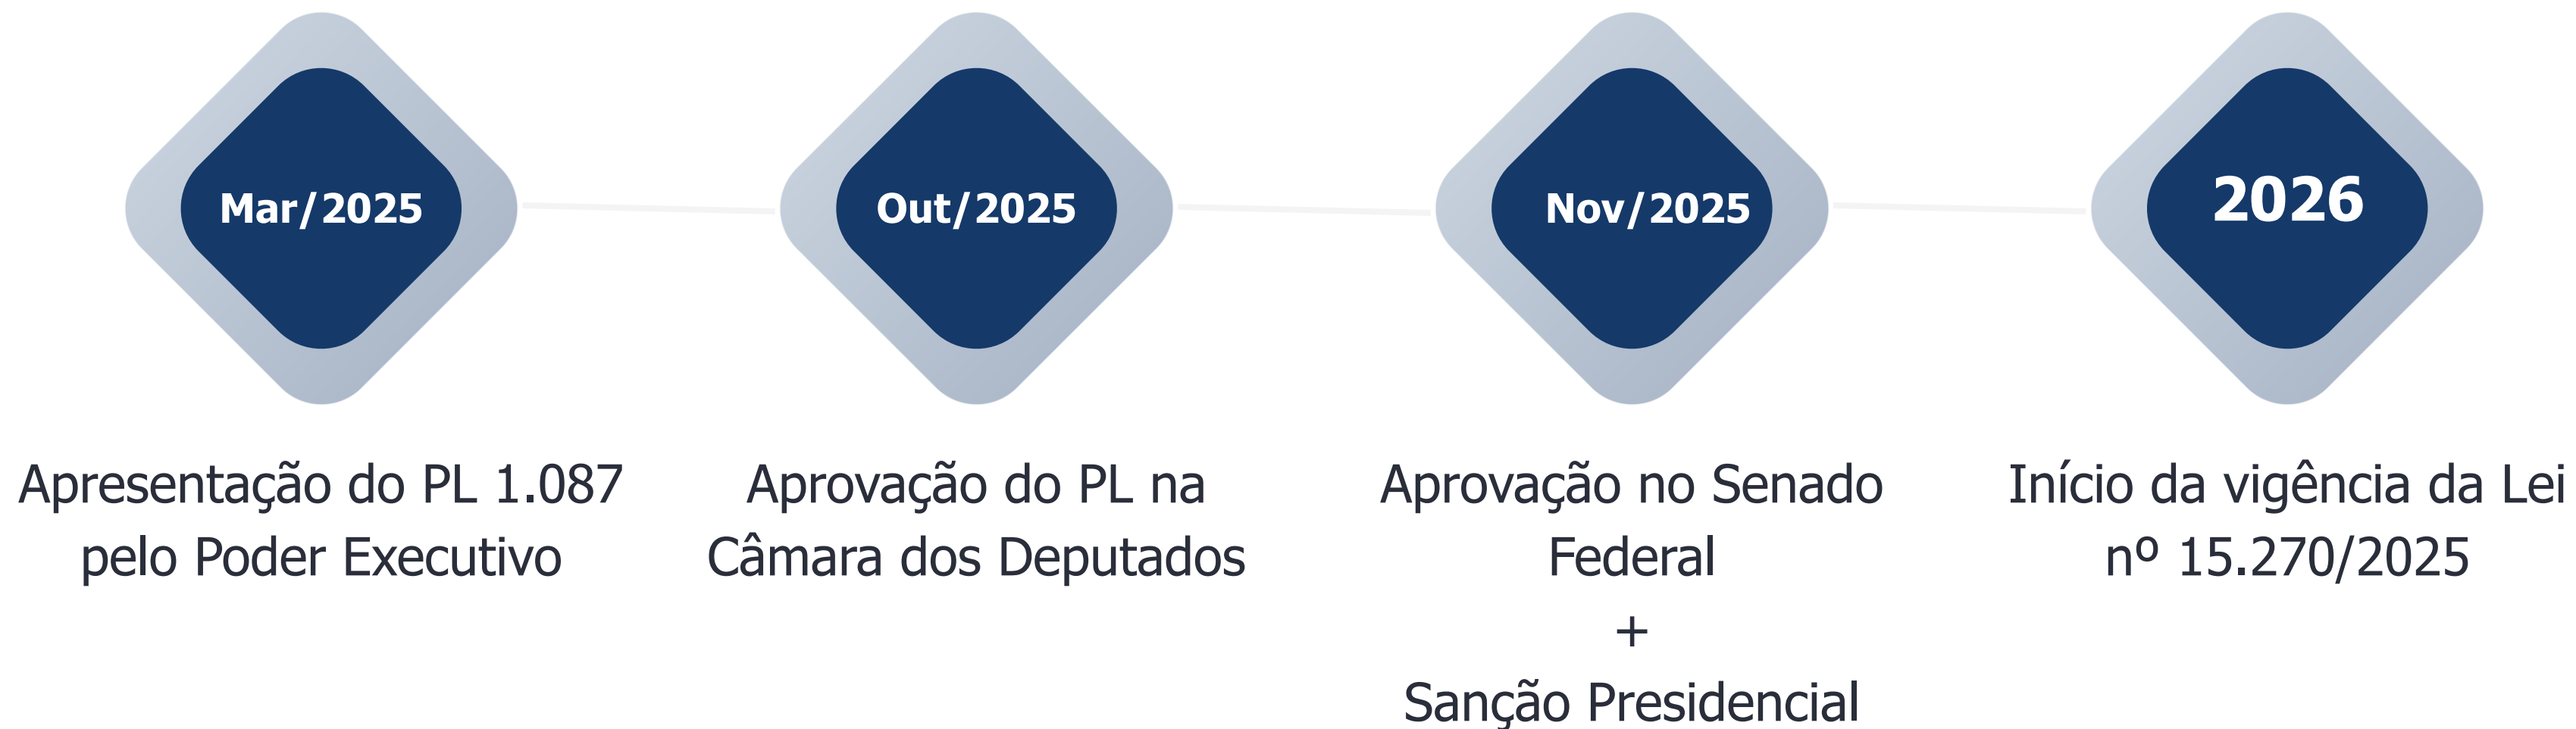 Mar/2025
Apresentação do PL 1.087
pelo Poder Executivo
Out/2025
Aprovação do PL na
Câmara dos Deputados
Nov/2025
Aprovação no Senado
Federal
+
Sanção Presidencial
2026
Início da vigência da Lei
nº 15.270/2025